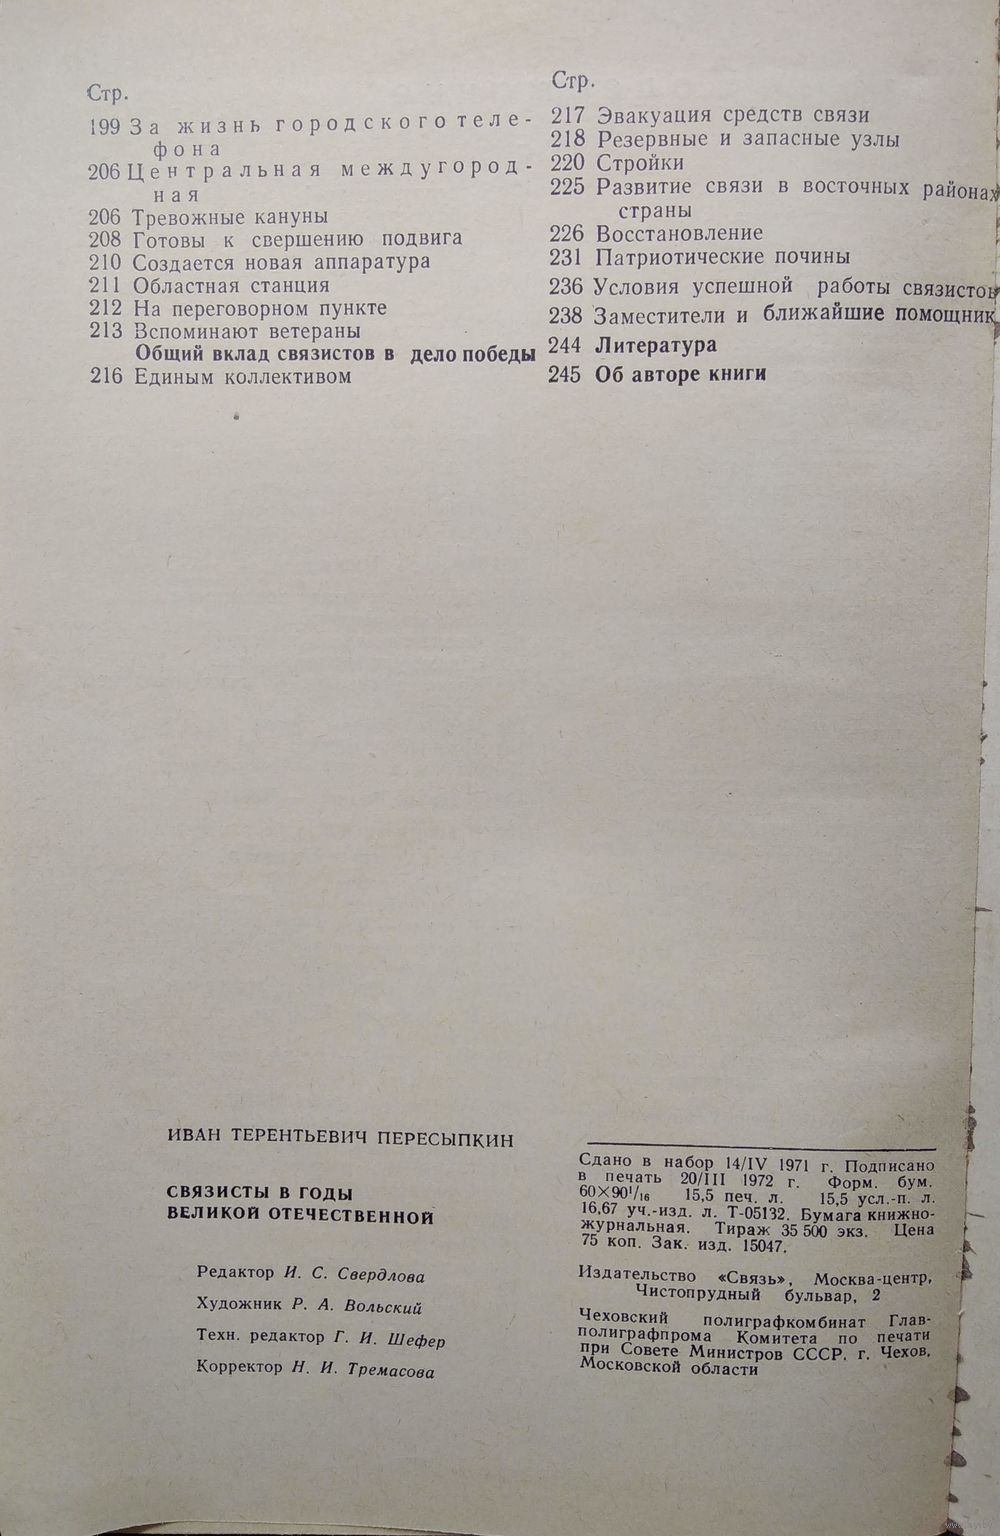 Стр.
199 За жизнь городского теле-
фона
206 Центральная междугород-
ная
206 Тревожные кануны
208 Готовы к свершению подвига
210 Создается новая аппаратура
211 Областная станция
212 На переговорном пункте
213 Вспоминают ветераны
Общий вклад связистов в дело победы
216 Единым коллективом
Стр.
217 Эвакуация средств связи
218 Резервные и запасные узлы
220 Стройки
225 Развитие связи в восточных районах
страны
226 Восстановление
231 Патриотические почины
236 Условия успешной работы связистов
238 Заместители и ближайшие помощник
244 Литература
245 Об авторе книги
ИВАН ТЕРЕНТЬЕВИЧ ПЕРЕСЫПКИН
СВЯЗИСТЫ В ГОДЫ
ВЕЛИКОЙ ОТЕЧЕСТВЕННОЙ
Редактор И. С. Свердлова
Художник Р. А. Вольский
Техн. редактор Г. И. Шефер
Корректор Н. И. Тремасова
Сдано в набор 14/IV 1971 г. Подписано
в печать 20/III 1972 г. Форм. бум.
60×90¹/₁₆ 15,5 печ. л. 15,5 усл.-п. л.
16,67 уч.-изд. л. Т-05132. Бумага книжно-
журнальная. Тираж 35 500 экз. Цена
75 коп. Зак. изд. 15047.
Издательство «Связь», Москва-центр,
Чистопрудный бульвар, 2
Чеховский полиграфкомбинат Глав-
полиграфпрома Комитета по печати
при Совете Министров СССР, г. Чехов,
Московской области